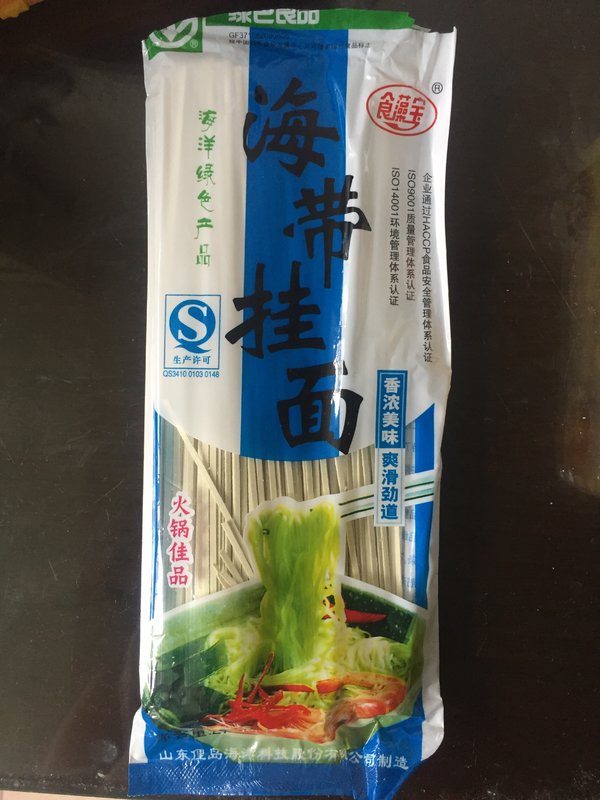 绿色食品
食藻宝
®
海带挂面
海洋绿色产品
企业通过HACCP食品安全管理体系认证
ISO9001质量管理体系认证
ISO14001环境管理体系认证
生产许可
QS3410 0103 0148
香浓美味
爽滑劲道
火锅佳品
山东俚岛海洋科技股份有限公司制造